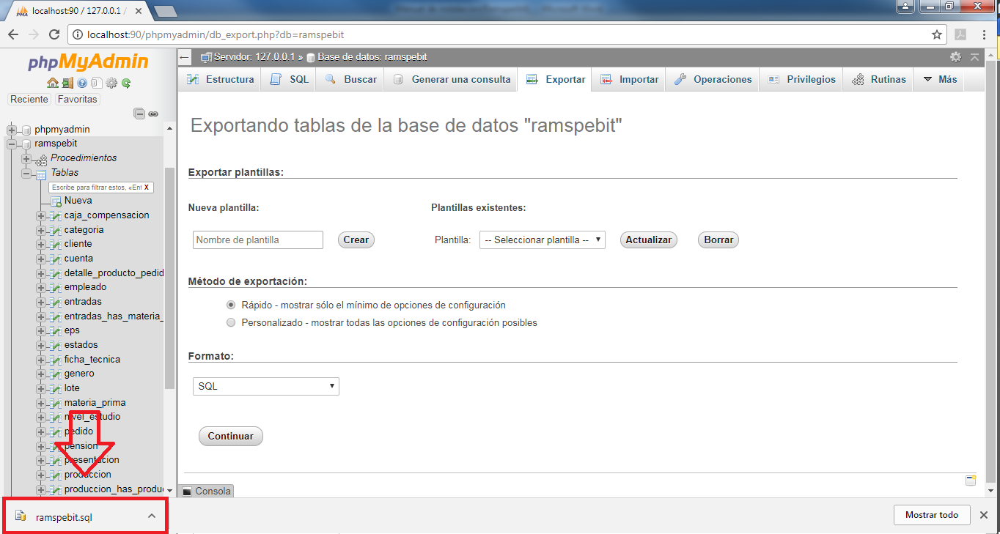 localhost:90 / 127.0.0.1 /
localhost:90/phpmyadmin/db_export.php?db=ramspebit
phpMyAdmin
Reciente
Favoritas
phpmyadmin
ramspebit
Procedimientos
Tablas
Escribe para filtrar estos, «Ent X
Nueva
caja_compensacion
categoria
cliente
cuenta
detalle_producto_pedid
empleado
entradas
entradas_has_materia_
eps
estados
ficha_tecnica
genero
lote
materia_prima
nivel_estudio
pedido
pension
presentacion
produccion
produccion_has_produc
Servidor: 127.0.0.1 » Base de datos: ramspebit
Estructura
SQL
Buscar
Generar una consulta
Exportar
Importar
Operaciones
Privilegios
Rutinas
Más
Exportando tablas de la base de datos "ramspebit"
Exportar plantillas:
Nueva plantilla:
Nombre de plantilla
Crear
Plantillas existentes:
Plantilla:
-- Seleccionar plantilla --
Actualizar
Borrar
Método de exportación:
Rápido - mostrar sólo el mínimo de opciones de configuración
Personalizado - mostrar todas las opciones de configuración posibles
Formato:
SQL
Continuar
Consola
ramspebit.sql
Mostrar todo